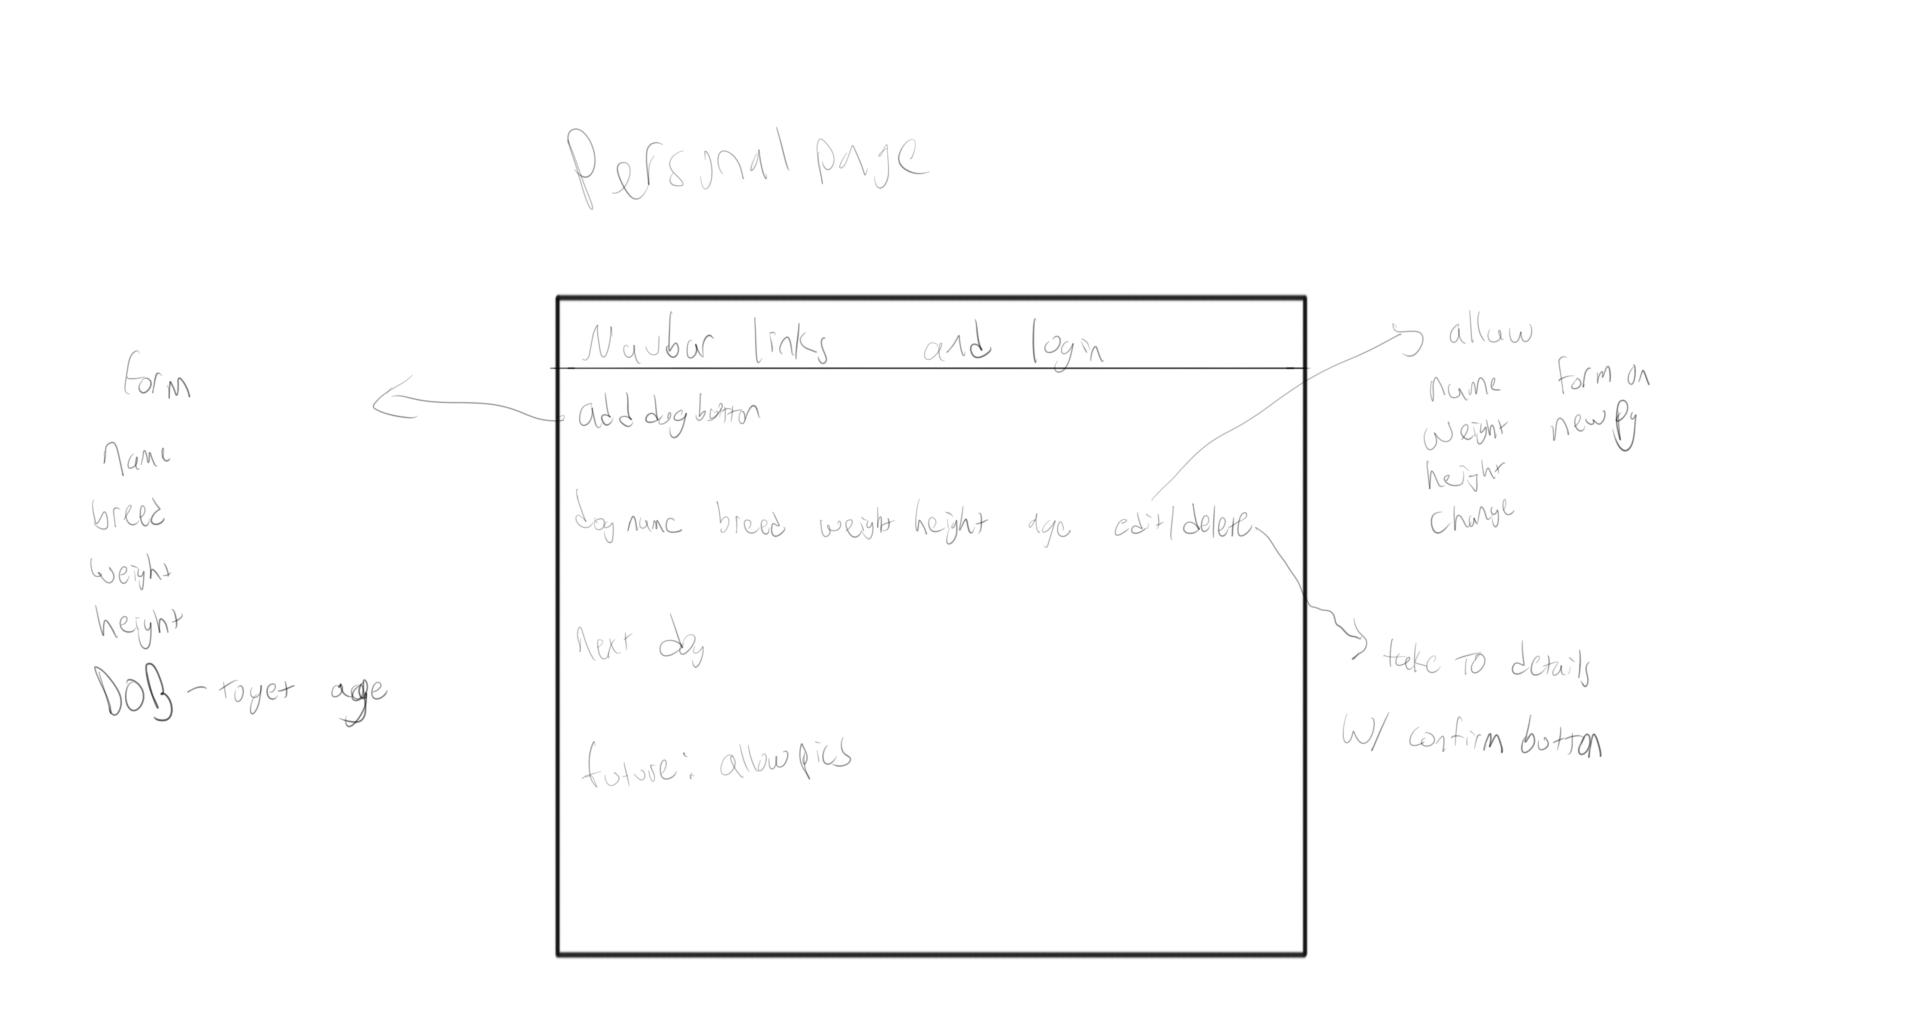 Personal page
Navbar links and login
add dog button
dog name breed weight height age edit/delete
next dog
future: allow pics
form
name
breed
weight
height
DOB - to get age
allow
name form on
weight new pg
height
change
take TO details
w/ confirm button